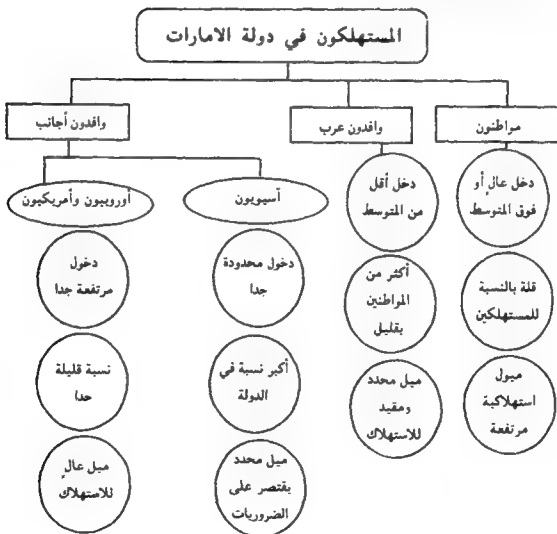 المستهلكون في دولة الامارات
مواطنون
وافدون عرب
وافدون أجانب
دخل عالٍ أو
فوق المتوسط
قلة بالنسبة
للمستهلكين
ميول
استهلاكية
مرتفعة
دخل أقل
من المتوسط
أكثر من
المواطنين
بقليل
ميل محدد
ومقيد
للاستهلاك
آسيويون
دخول محدودة
جدا
أكبر نسبة في
الدولة
ميل محدد
يقتصر على
الضروريات
أوروبيون وأمريكيون
دخول
مرتفعة جدا
نسبة قليلة
جدا
ميل عالٍ
للاستهلاك